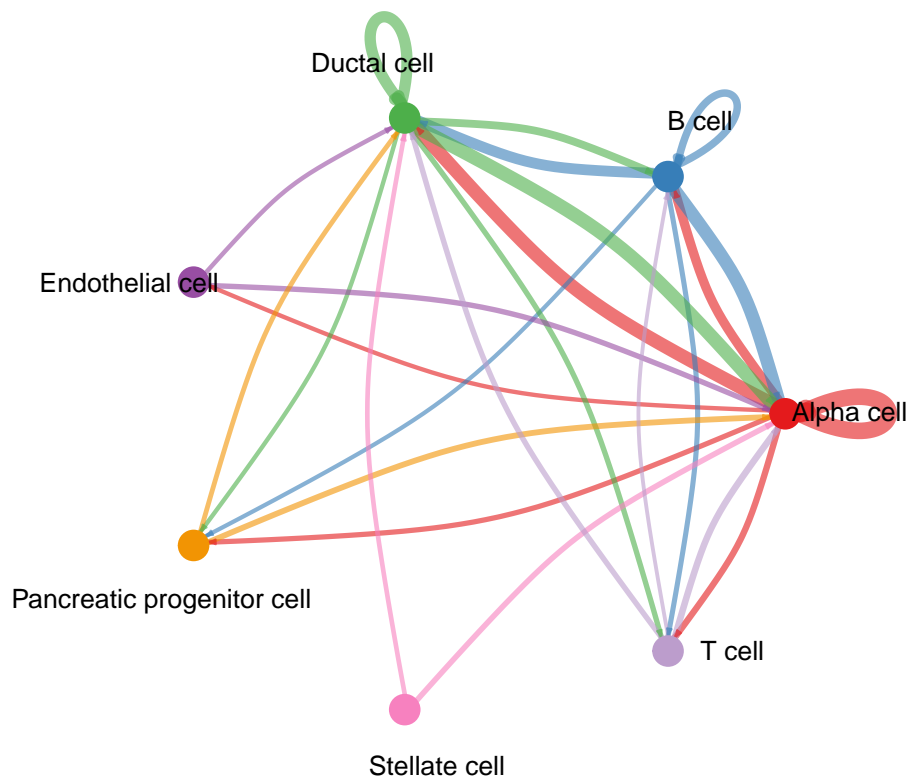 Ductal cell
B cell
Endothelial cell
Alpha cell
Pancreatic progenitor cell
T cell
Stellate cell